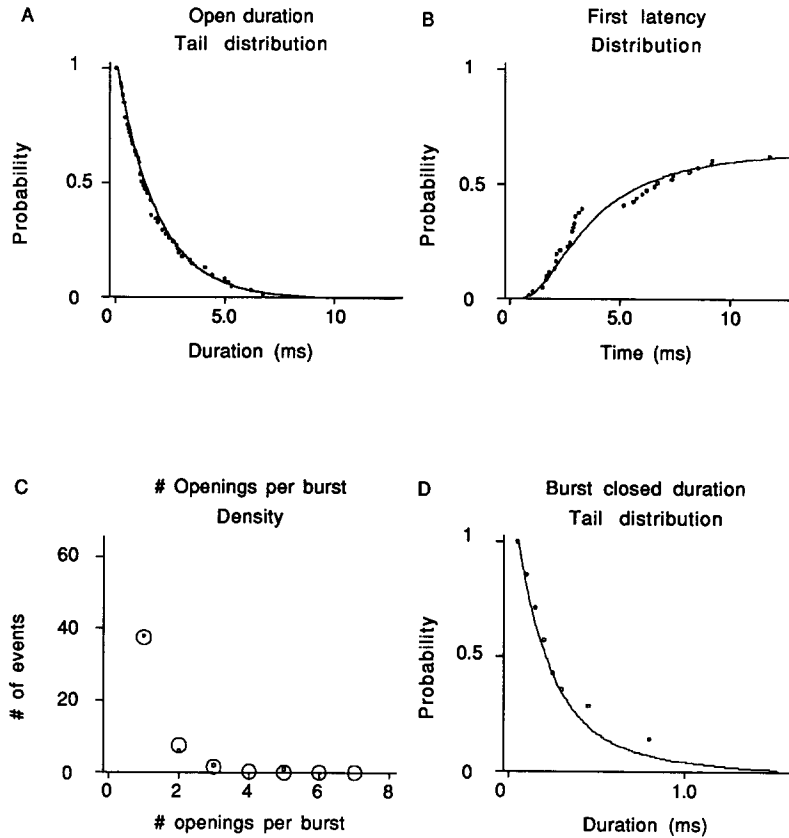 A
Open duration
Tail distribution
1
0.5
0
Probability
0
5.0
10
Duration (ms)
B
First latency
Distribution
1
0.5
0
Probability
0
5.0
10
Time (ms)
C
# Openings per burst
Density
60
40
20
0
# of events
0
2
4
6
8
# openings per burst
D
Burst closed duration
Tail distribution
1
0.5
0
Probability
0
1.0
Duration (ms)